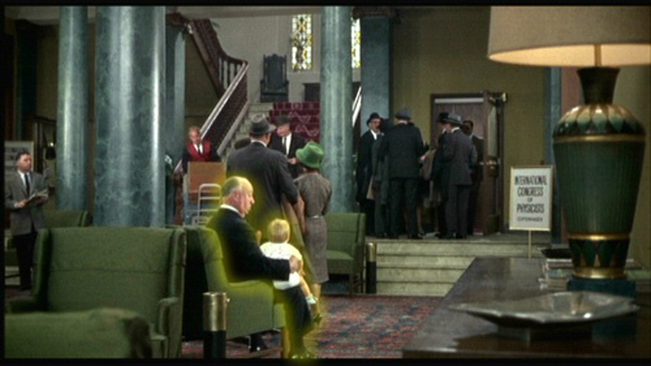 INTERNATIONAL
CONGRESS
OF
PHYSICISTS
COPENHAGEN